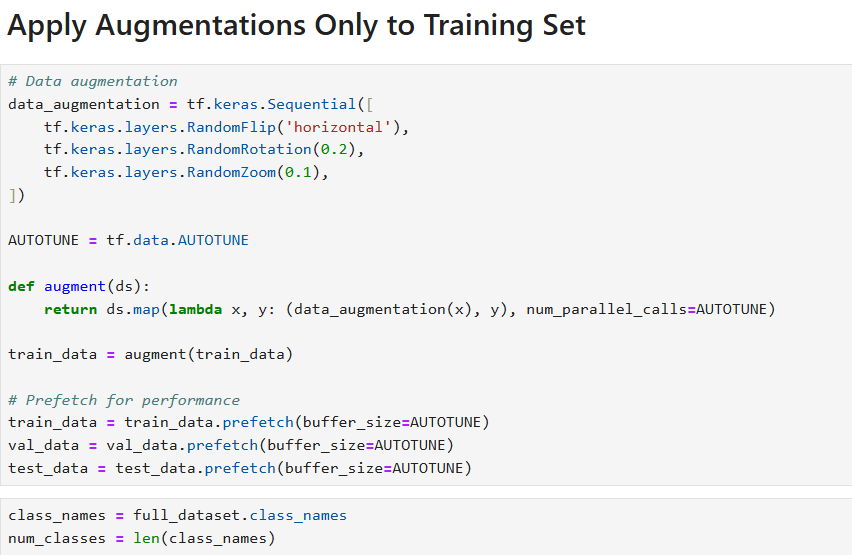 Apply Augmentations Only to Training Set
# Data augmentation
data_augmentation = tf.keras.Sequential([
    tf.keras.layers.RandomFlip('horizontal'),
    tf.keras.layers.RandomRotation(0.2),
    tf.keras.layers.RandomZoom(0.1),
])
AUTOTUNE = tf.data.AUTOTUNE
def augment(ds):
    return ds.map(lambda x, y: (data_augmentation(x), y), num_parallel_calls=AUTOTUNE)
train_data = augment(train_data)
# Prefetch for performance
train_data = train_data.prefetch(buffer_size=AUTOTUNE)
val_data = val_data.prefetch(buffer_size=AUTOTUNE)
test_data = test_data.prefetch(buffer_size=AUTOTUNE)
class_names = full_dataset.class_names
num_classes = len(class_names)